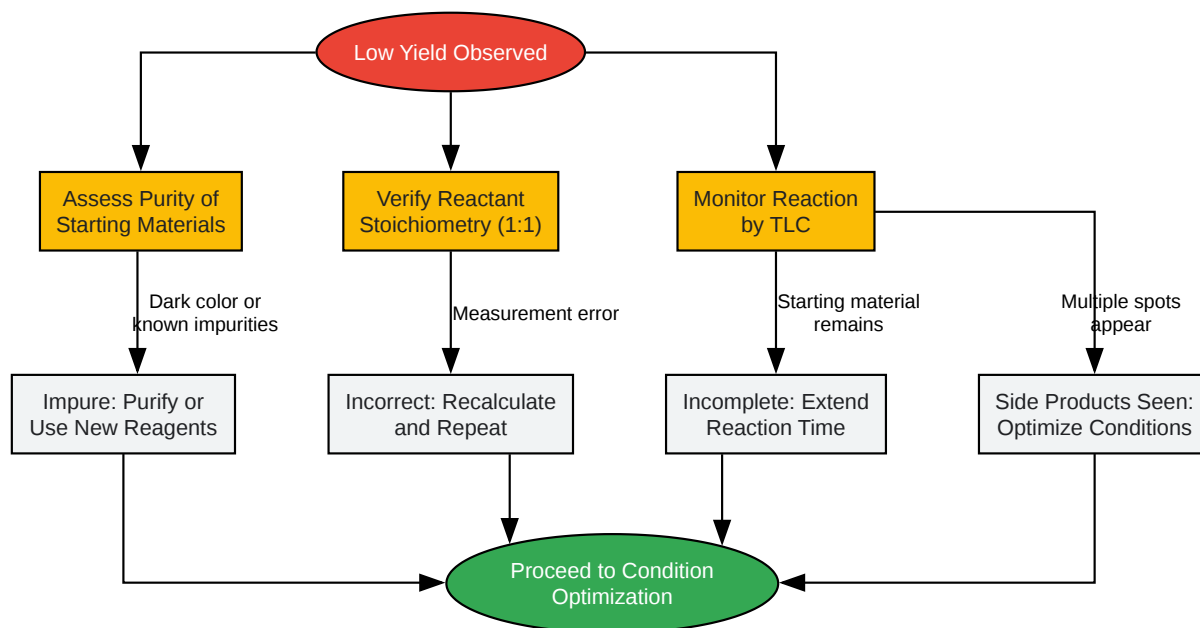 Low Yield Observed
Assess Purity of
Starting Materials
Verify Reactant
Stoichiometry (1:1)
Monitor Reaction
by TLC
Dark color or
known impurities
Measurement error
Starting material
remains
Multiple spots
appear
Impure: Purify or
Use New Reagents
Incorrect: Recalculate
and Repeat
Incomplete: Extend
Reaction Time
Side Products Seen:
Optimize Conditions
Proceed to Condition
Optimization